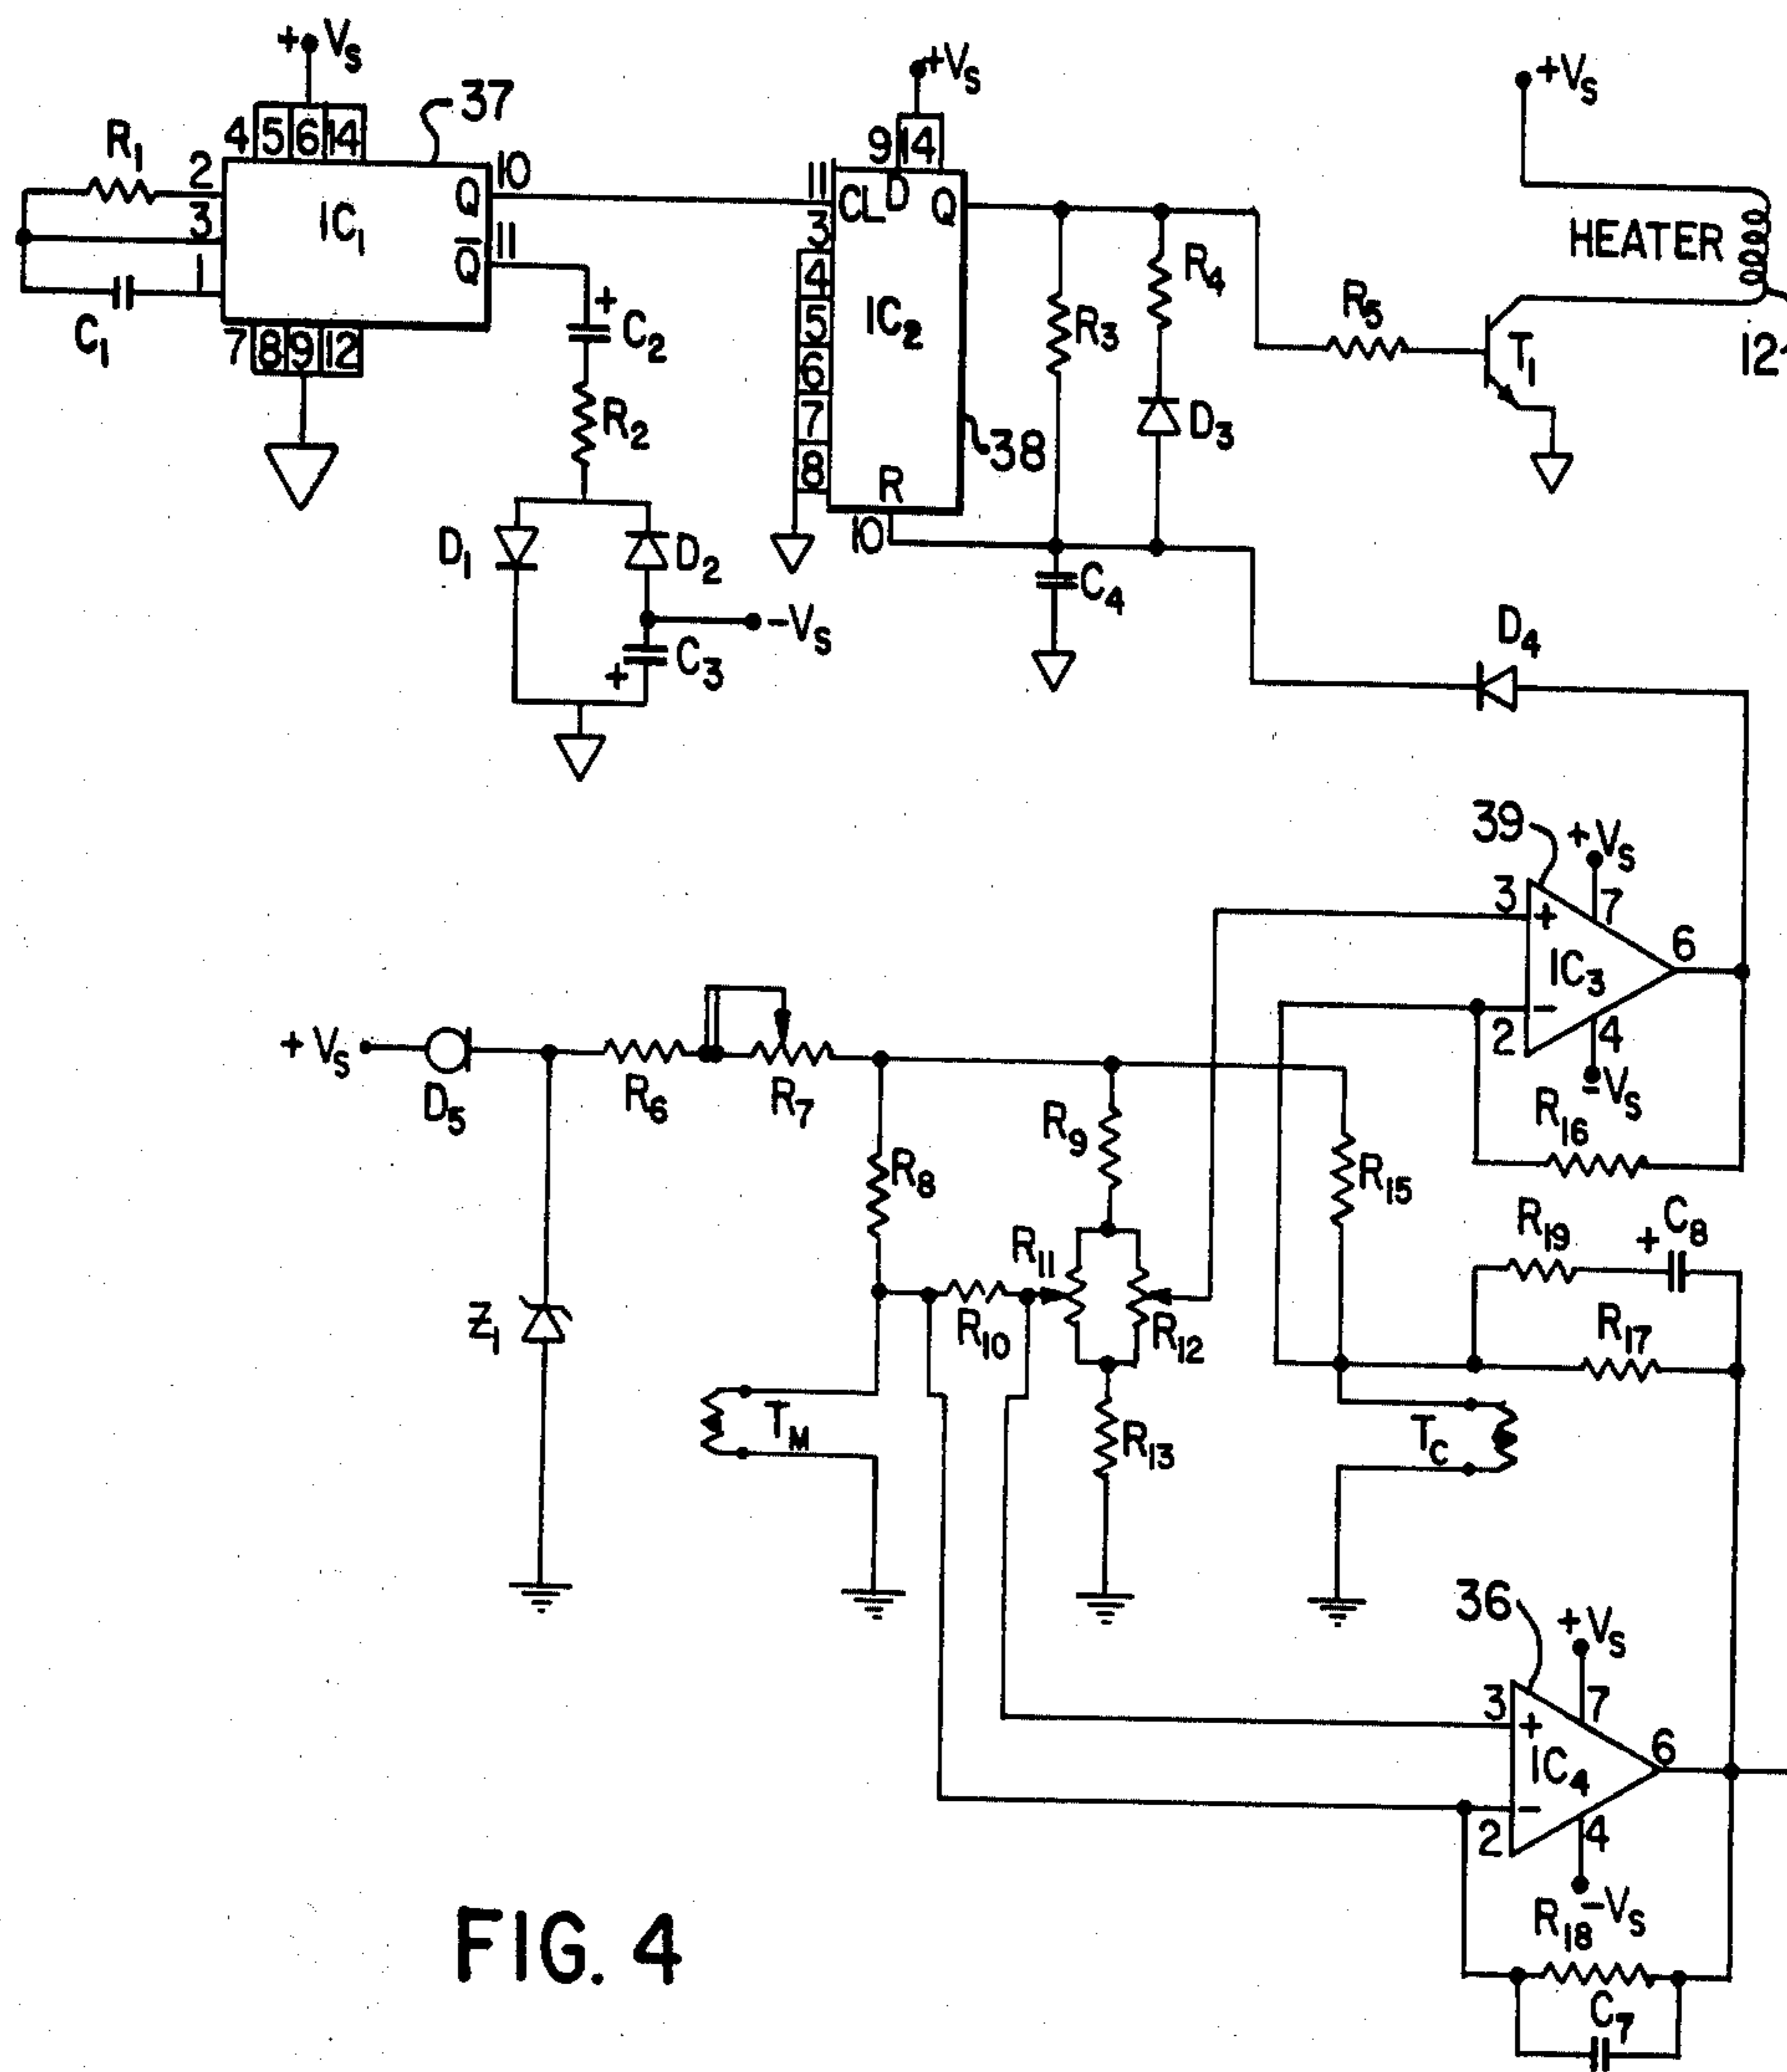 +Vs
37
4 5 6 14
R1
2
3
1
IC1
Q 10
Q̅ 11
C1
7 8 9 12
+
C2
R2
D1
D2
-Vs
C3
+
+Vs
9 14
11
CL D Q
3
4
5
6
7
8
IC2
R
10
38
R3
R4
D3
C4
R5
T1
+Vs
HEATER
12
D4
39
+Vs
3
+
7
IC3
6
2
-
4
-Vs
R16
+Vs
D5
R6
R7
R8
R9
R15
R10
R11
R12
R13
Z1
TM
TC
R19
+
C8
R17
36
+Vs
3
+
7
IC4
6
2
-
4
-Vs
R18
C7
FIG. 4